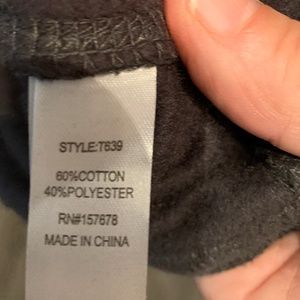 STYLE:T639
60%COTTON
40%POLYESTER
RN#157678
MADE IN CHINA